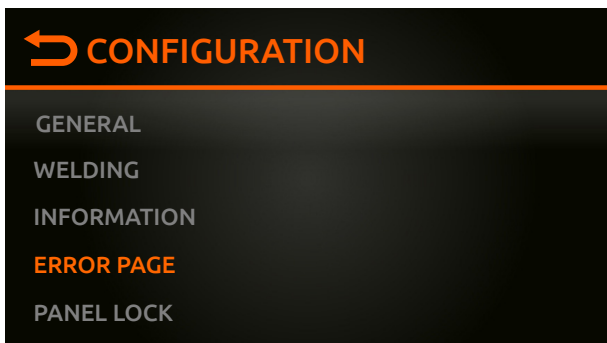 CONFIGURATION
GENERAL
WELDING
INFORMATION
ERROR PAGE
PANEL LOCK